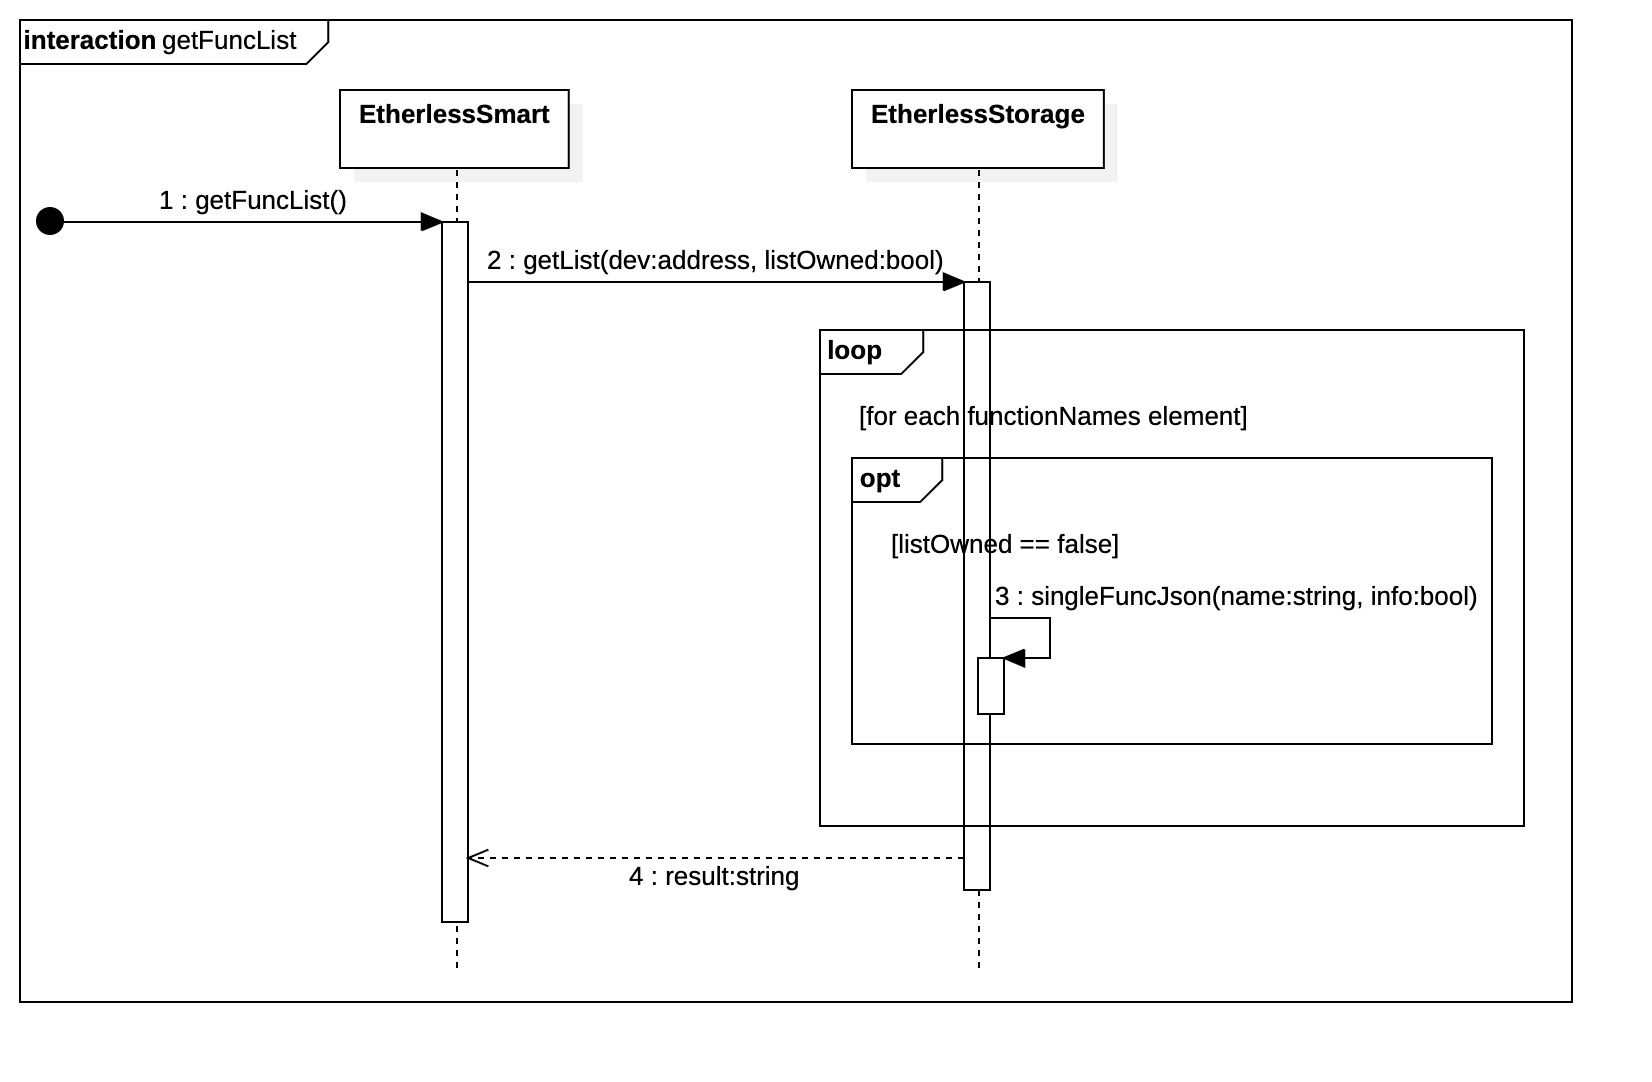 interaction getFuncList
EtherlessSmart
EtherlessStorage
1 : getFuncList()
2 : getList(dev:address, listOwned:bool)
loop
[for each functionNames element]
opt
[listOwned == false]
3 : singleFuncJson(name:string, info:bool)
4 : result:string